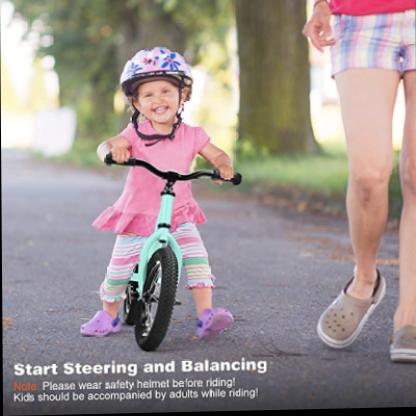 Start Steering and Balancing
Note: Please wear safety helmet before riding!
Kids should be accompanied by adults while riding!